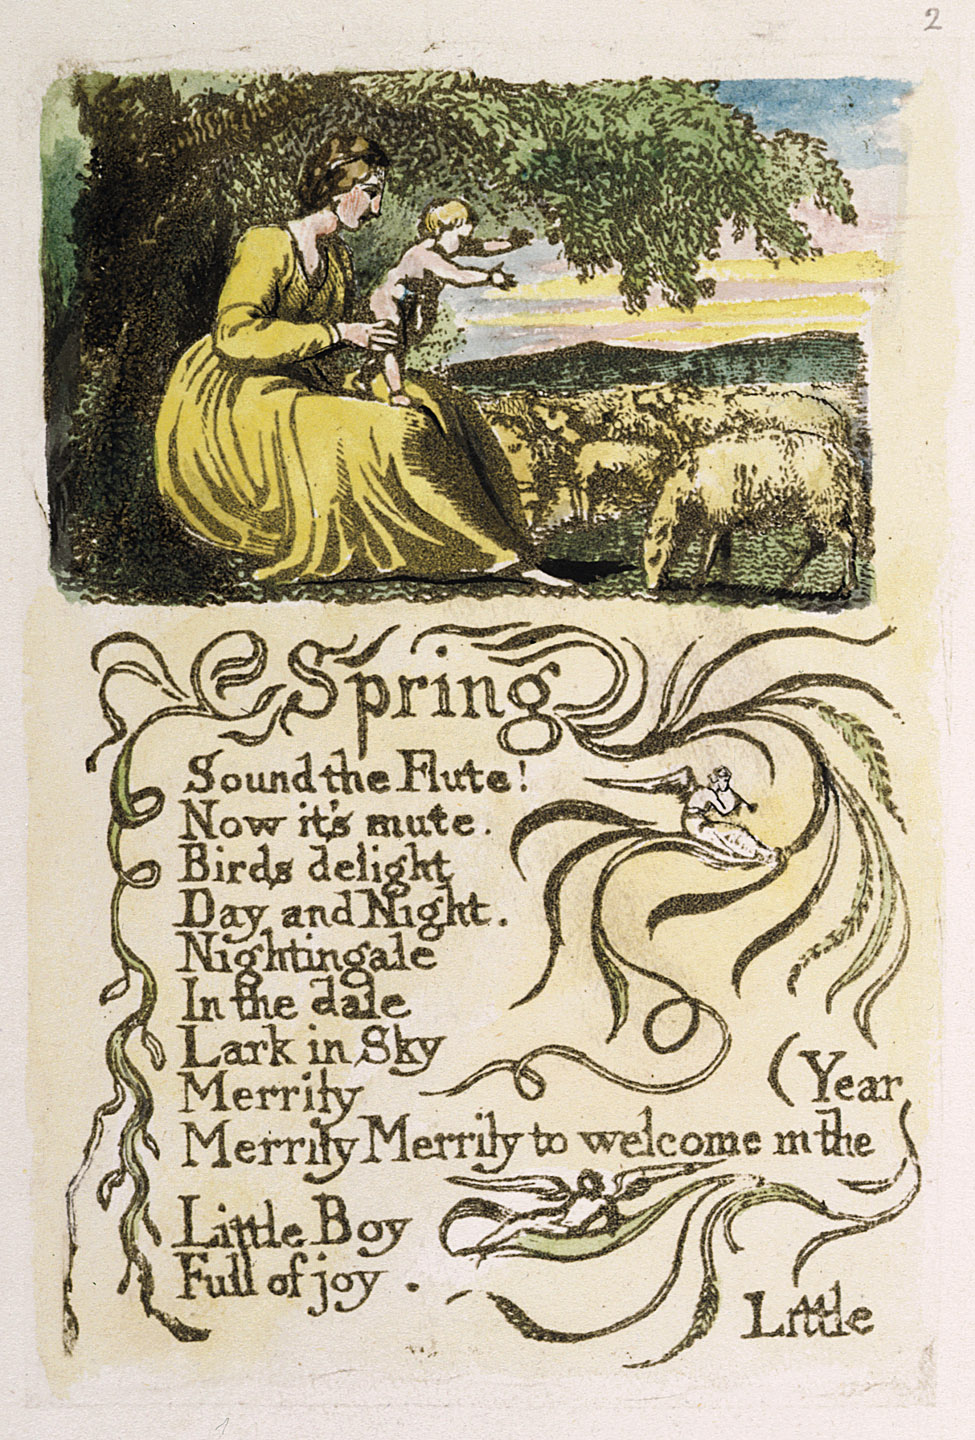 2
Spring
Sound the Flute!
Now it's mute.
Birds delight
Day and Night.
Nightingale
In the dale
Lark in Sky
Merrily
(Year
Merrily Merrily to welcome in the
Little Boy
Full of joy.
Little